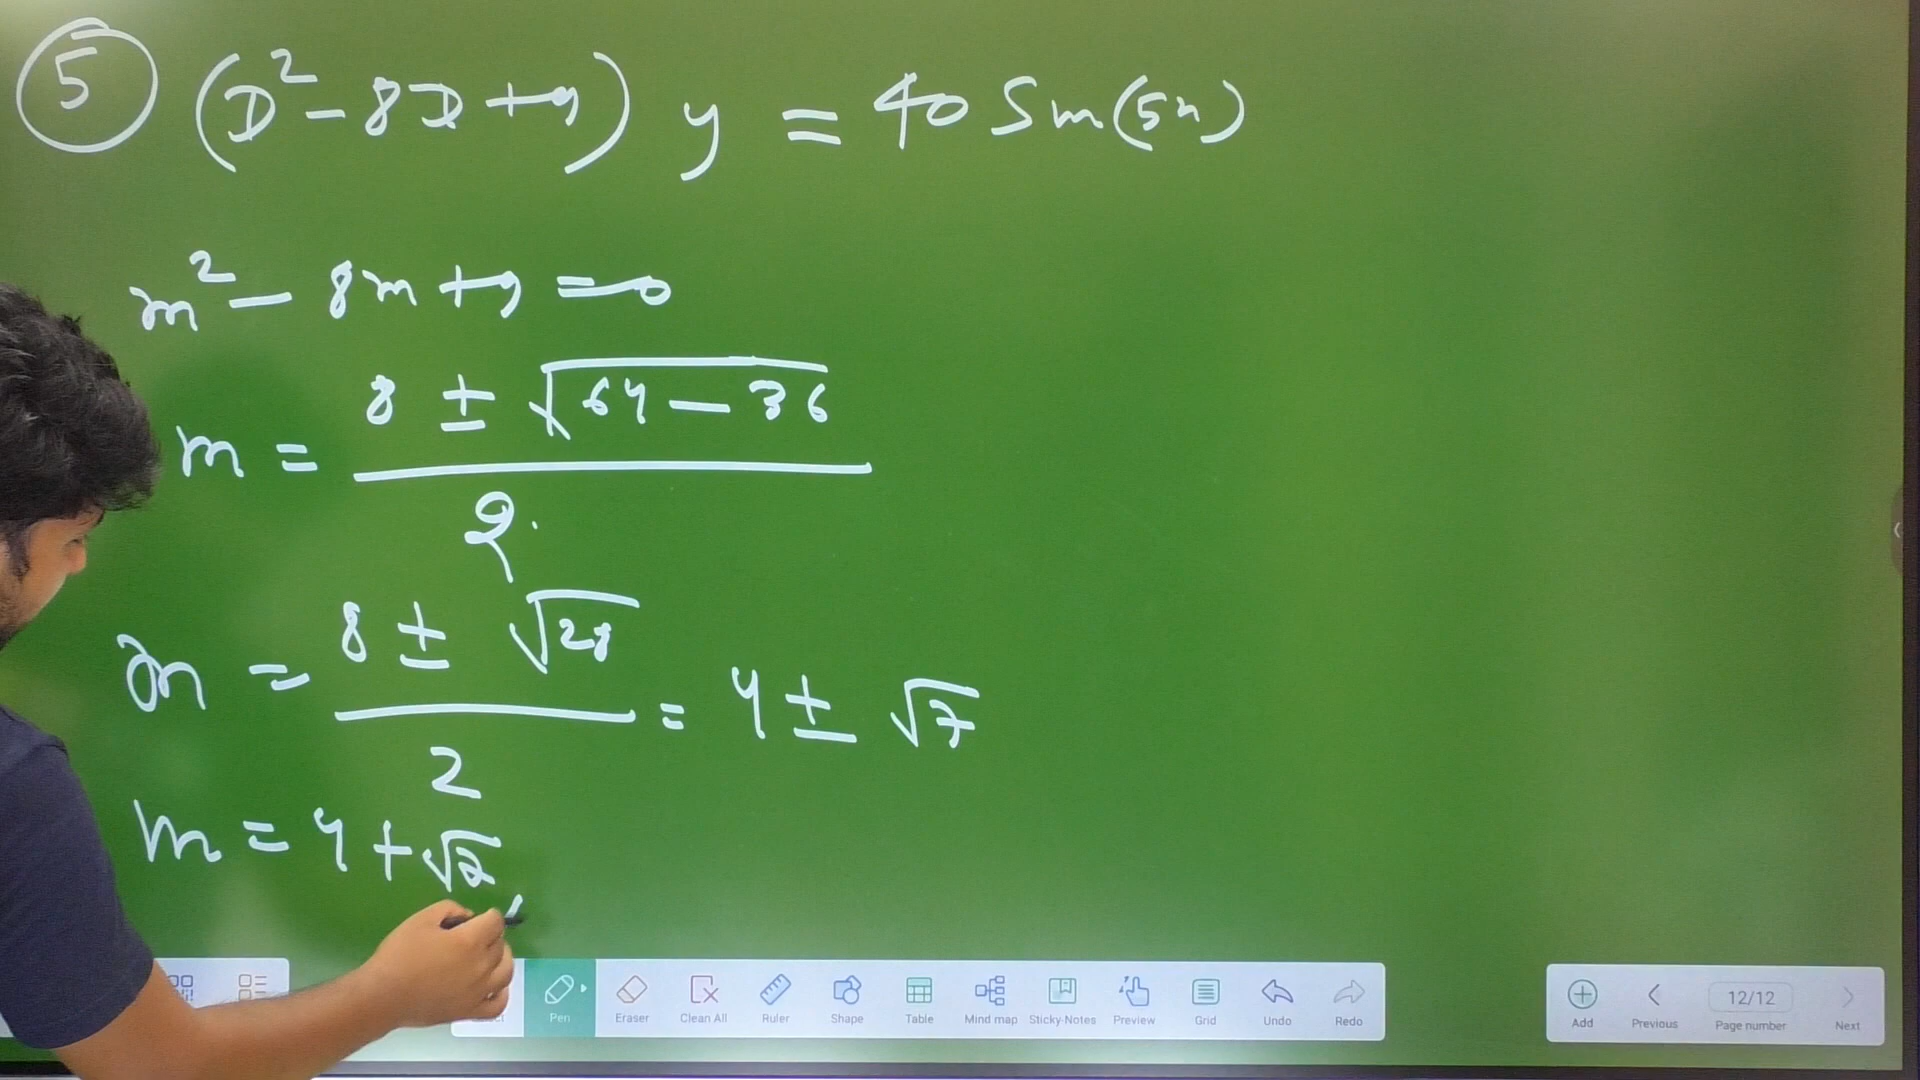 5 (D² - 8D + 9) y = 40 Sin(5x)
m² - 8m + 9 = 0
m = 8 ± √64 - 36 / 2.
m = 8 ± √28 / 2 = 4 ± √7
m = 4 + √7
Pen Eraser Clean All Ruler Shape Table Mind map Sticky-Notes Preview Grid Undo Redo
12/12
Add Previous Page number Next